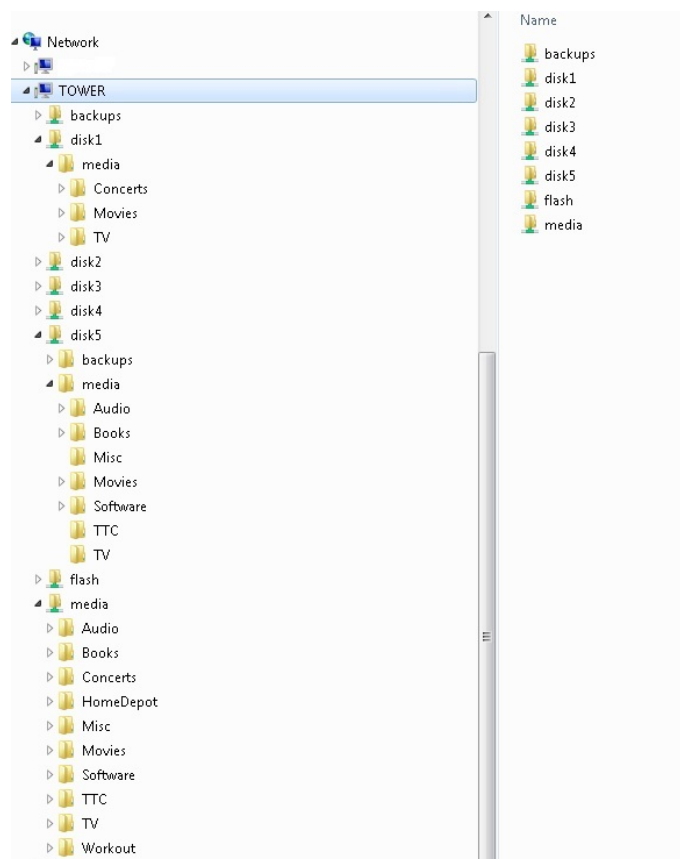 Network
TOWER
backups
disk1
media
Concerts
Movies
TV
disk2
disk3
disk4
disk5
backups
media
Audio
Books
Misc
Movies
Software
TTC
TV
flash
media
Audio
Books
Concerts
HomeDepot
Misc
Movies
Software
TTC
TV
Workout
Name
backups
disk1
disk2
disk3
disk4
disk5
flash
media